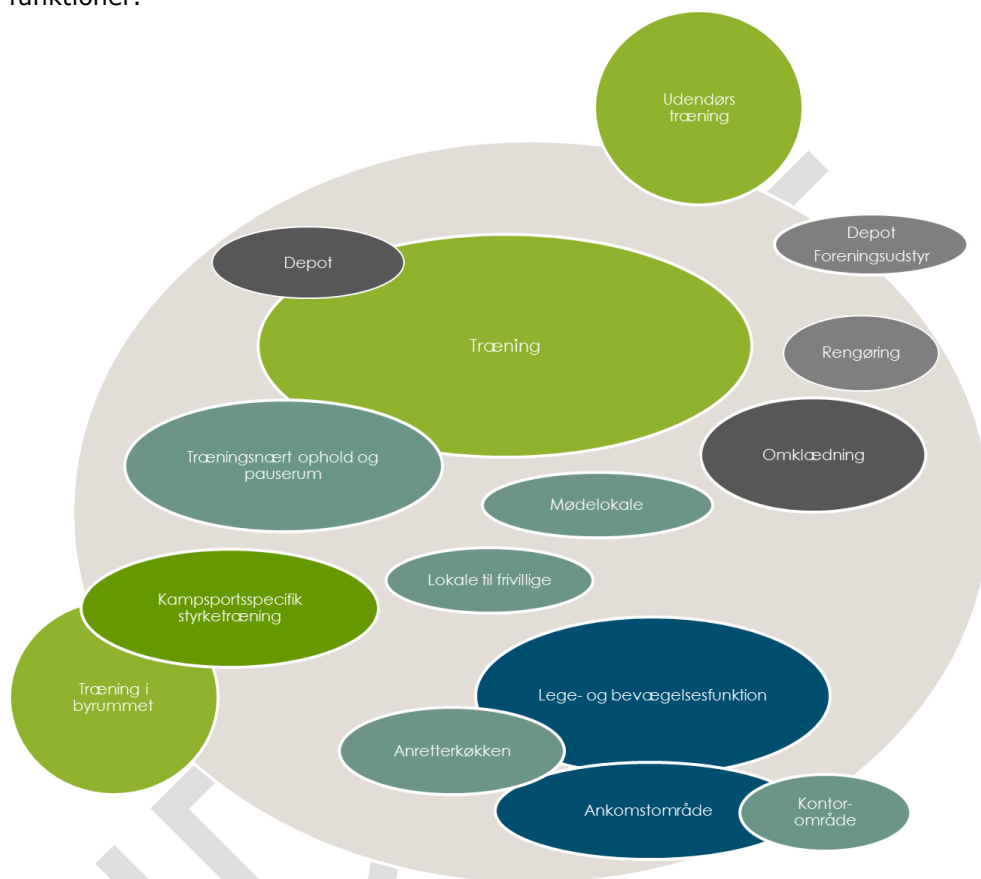 funktioner:
Udendørs
træning
Depot
Foreningsudstyr
Depot
Træning
Rengøring
Træningsnært ophold og
pauserum
Omklædning
Mødelokale
Lokale til frivillige
Kampsportsspecifik
styrketræning
Træning i
byrummet
Lege- og bevægelsesfunktion
Anretterkøkken
Ankomstområde
Kontor-
område